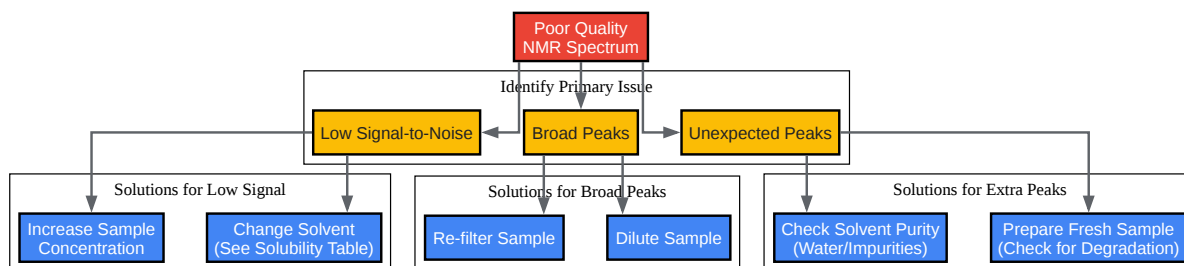 Poor Quality
NMR Spectrum
Identify Primary Issue
Low Signal-to-Noise
Broad Peaks
Unexpected Peaks
Solutions for Low Signal
Solutions for Broad Peaks
Solutions for Extra Peaks
Increase Sample
Concentration
Change Solvent
(See Solubility Table)
Re-filter Sample
Dilute Sample
Check Solvent Purity
(Water/Impurities)
Prepare Fresh Sample
(Check for Degradation)